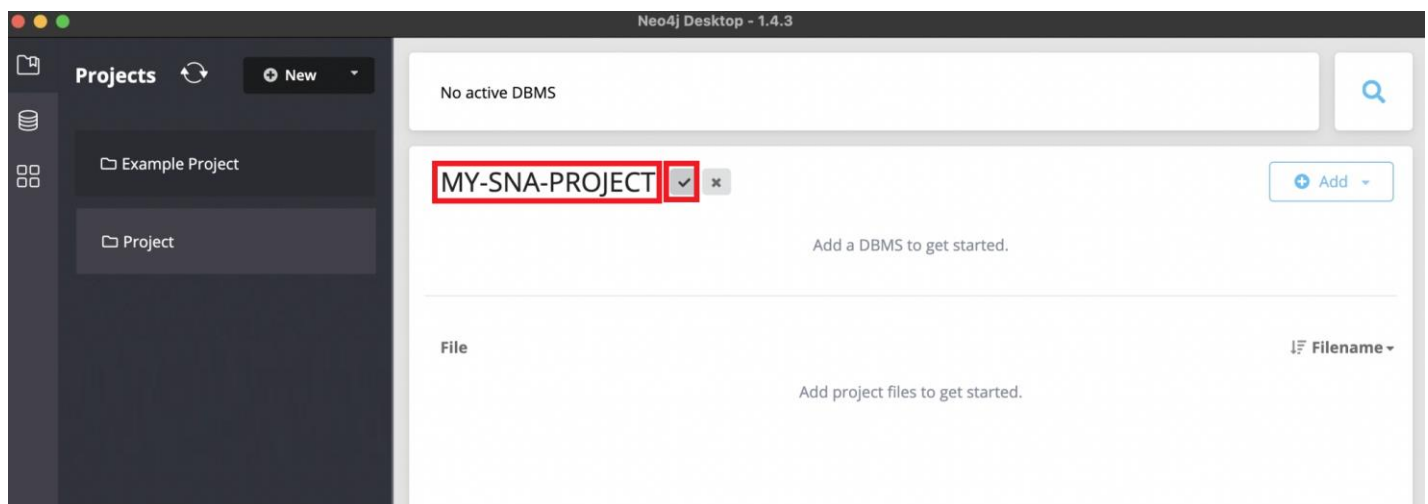 Neo4j Desktop - 1.4.3
Projects
New
Example Project
Project
No active DBMS
MY-SNA-PROJECT
Add
Add a DBMS to get started.
File
Filename
Add project files to get started.